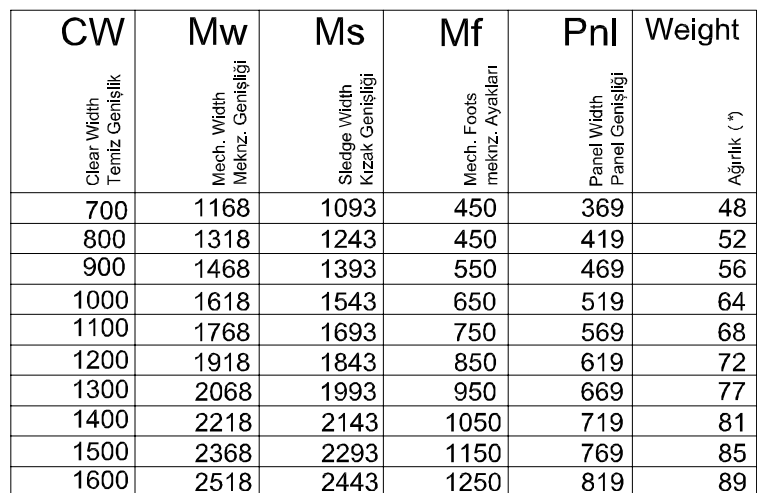 CW Mw Ms Mf Pnl Weight
Clear Width
Temiz Genişlik
Mech. Width
Meknz. Genişliği
Sledge Width
Kızak Genişliği
Mech. Foots
meknz. Ayakları
Panel Width
Panel Genişliği
Ağırlık (*)
700 1168 1093 450 369 48
800 1318 1243 450 419 52
900 1468 1393 550 469 56
1000 1618 1543 650 519 64
1100 1768 1693 750 569 68
1200 1918 1843 850 619 72
1300 2068 1993 950 669 77
1400 2218 2143 1050 719 81
1500 2368 2293 1150 769 85
1600 2518 2443 1250 819 89